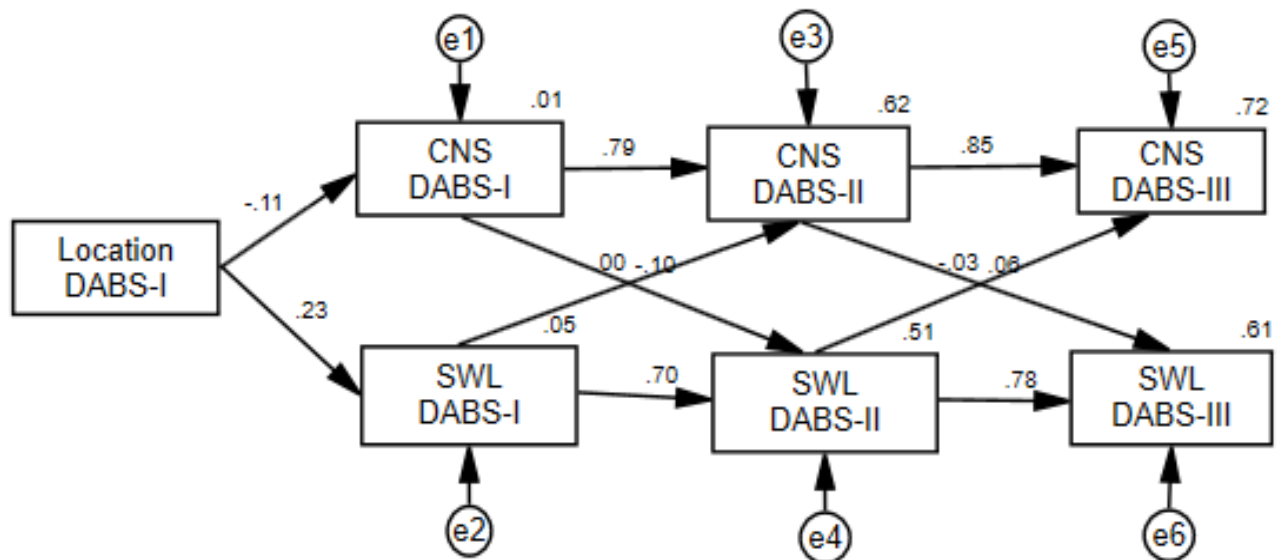 e1
e3
e5
.01
.62
.72
CNS
DABS-I
.79
CNS
DABS-II
.85
CNS
DABS-III
-.11
Location
DABS-I
.00
-.10
-.03
.06
.23
.05
.51
.61
SWL
DABS-I
.70
SWL
DABS-II
.78
SWL
DABS-III
e2
e4
e6